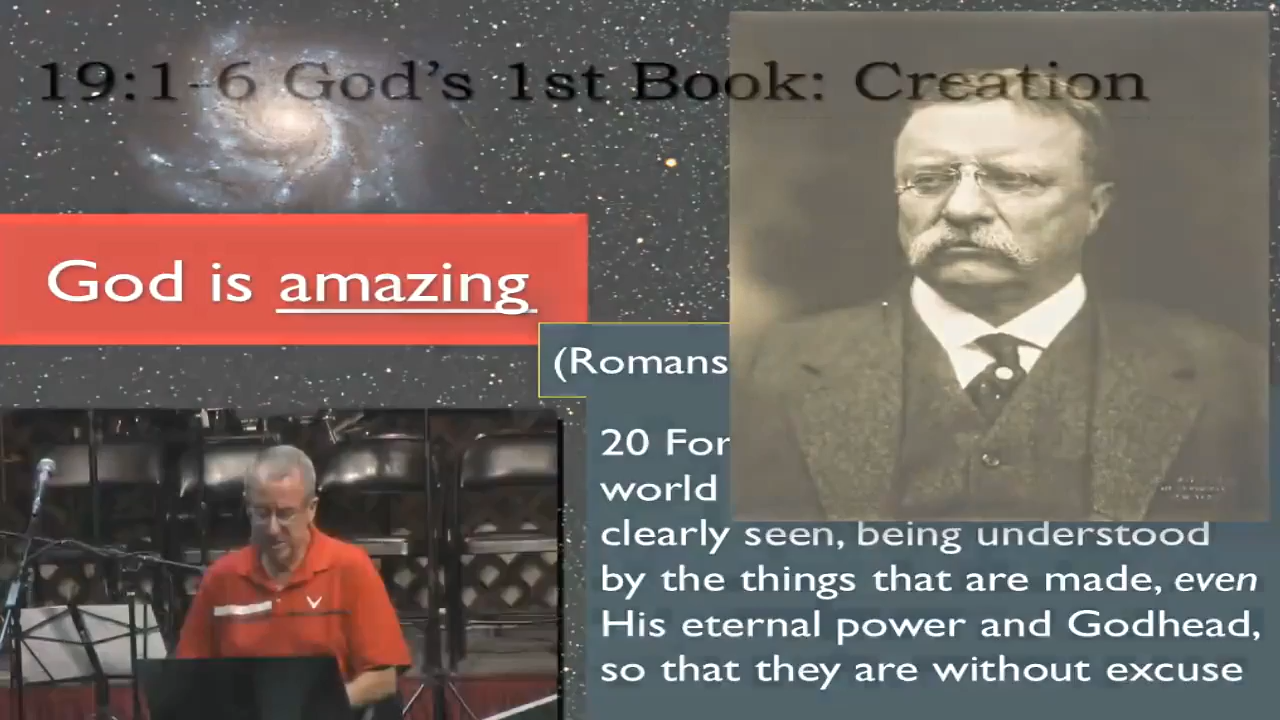 19:1-6 God's 1st Book: Creation
God is amazing
(Romans
20 For
world
clearly seen, being understood
by the things that are made, even
His eternal power and Godhead,
so that they are without excuse